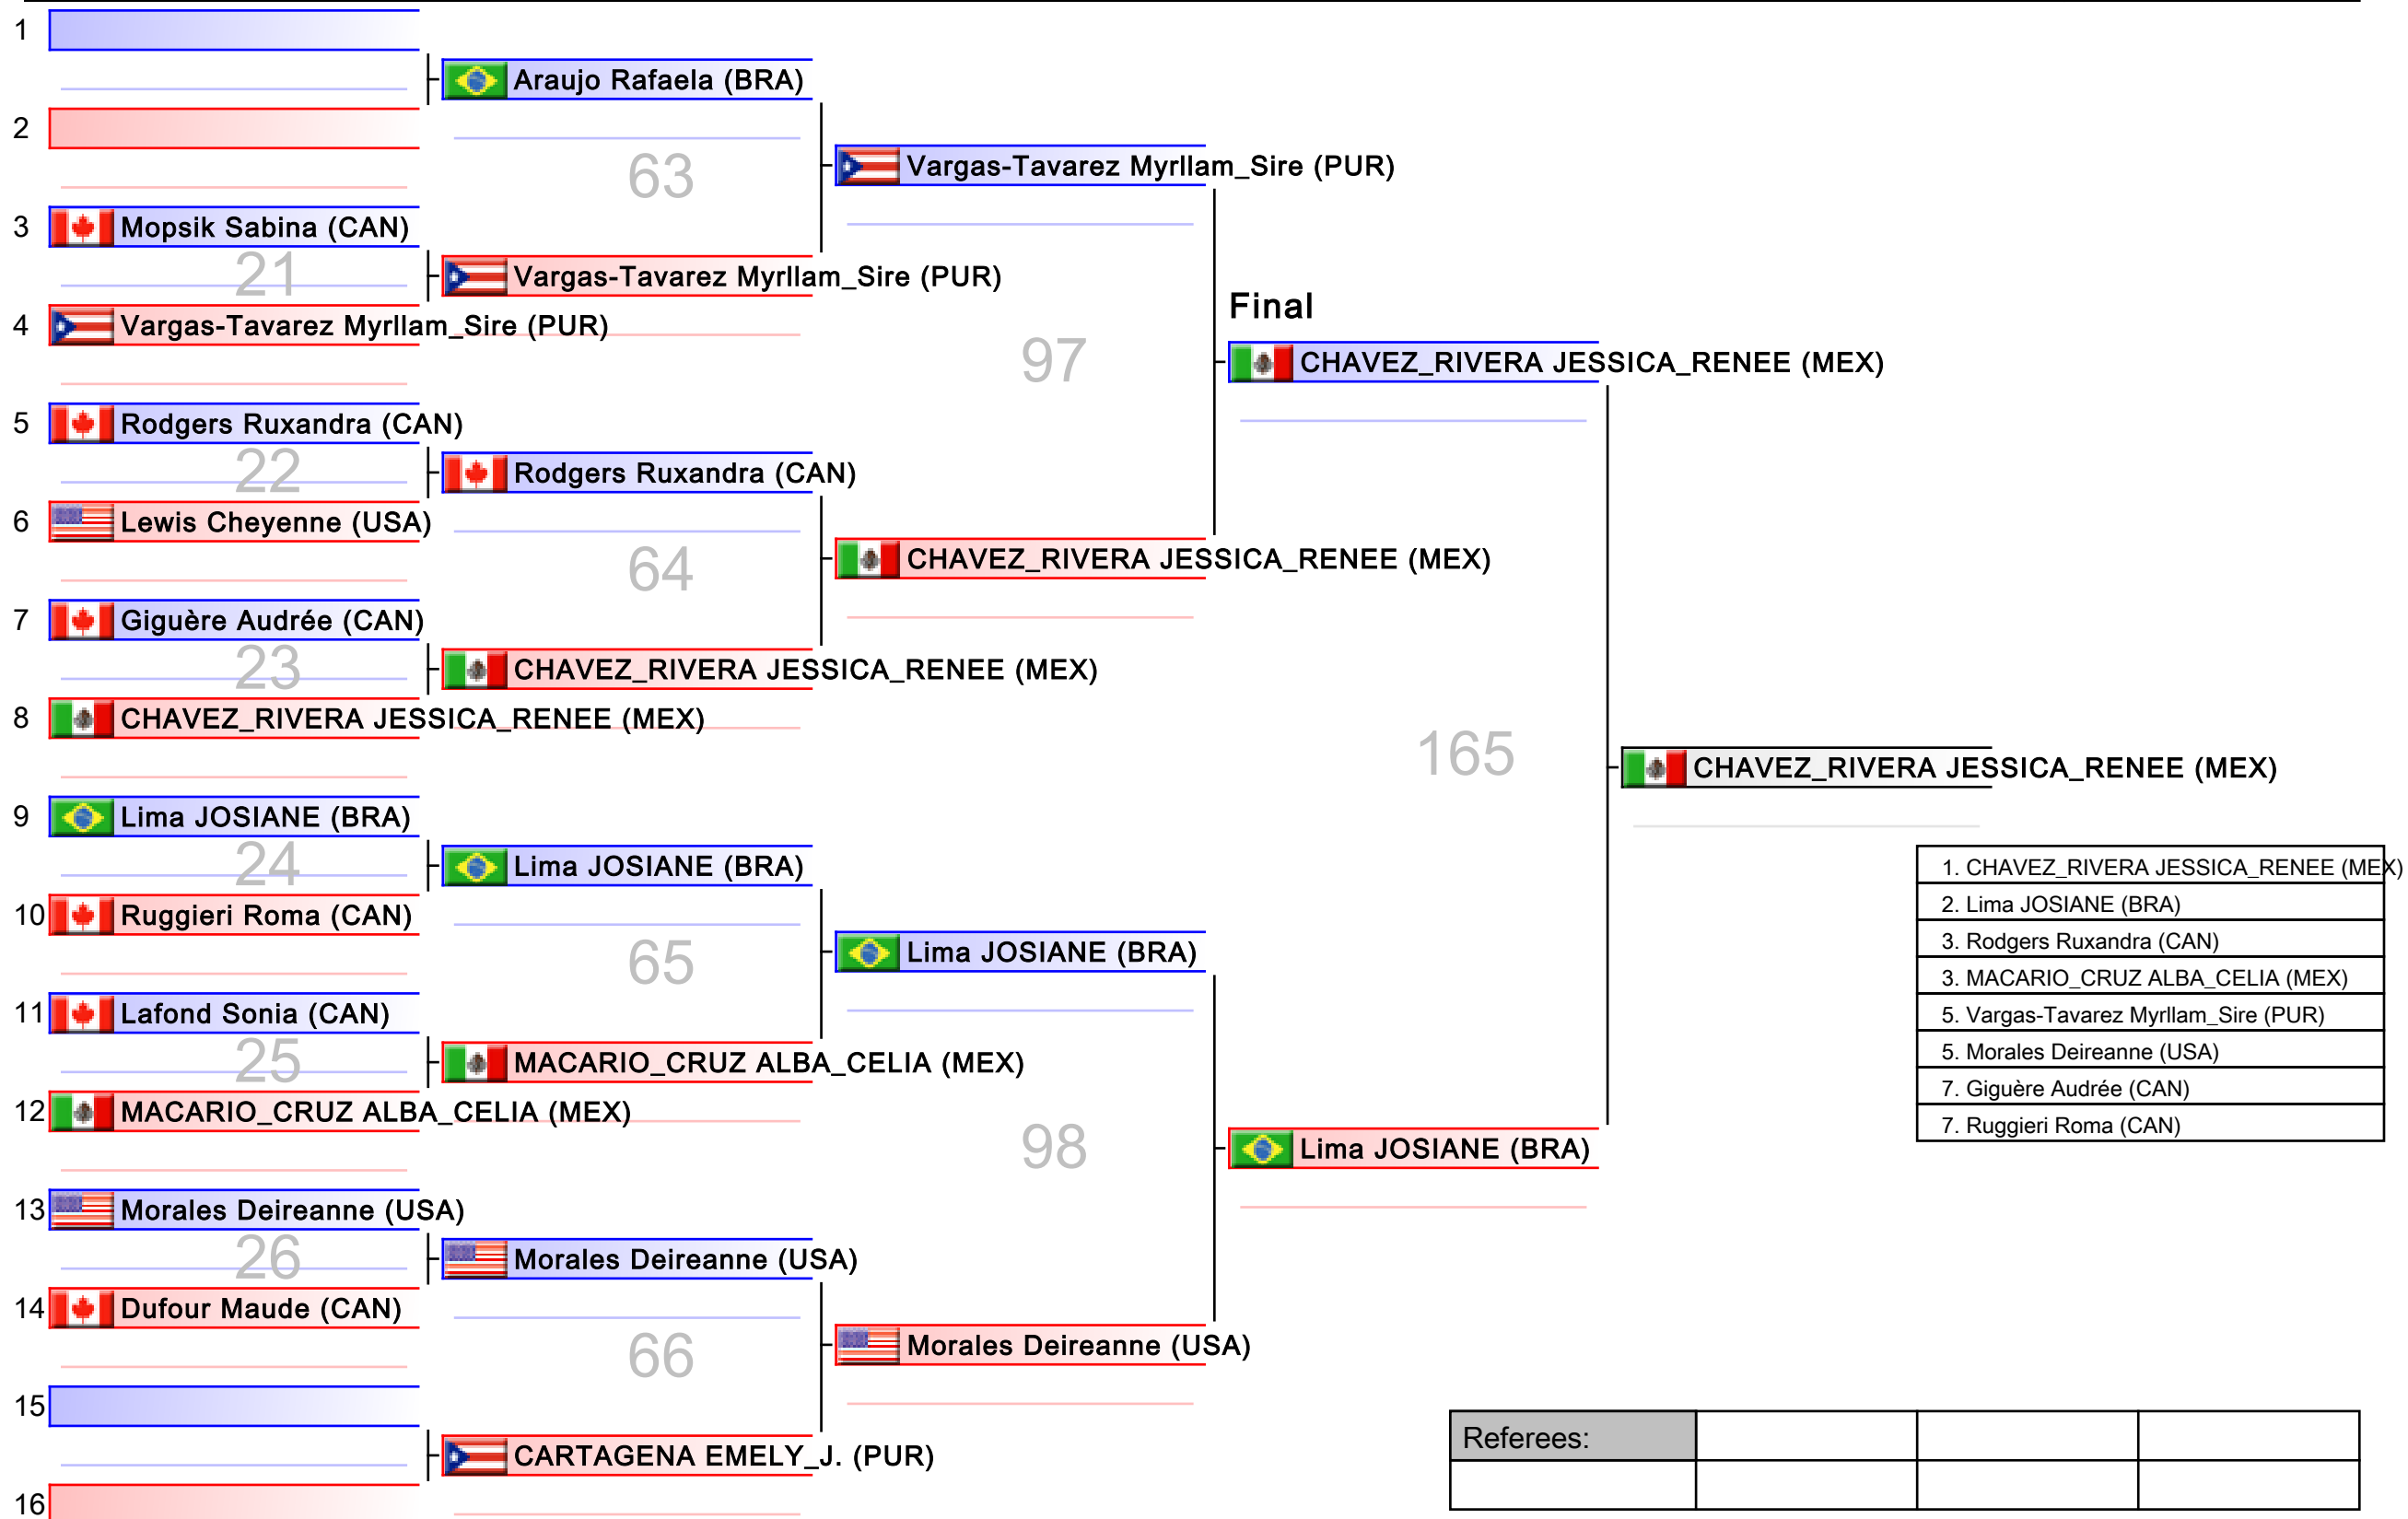 1
Araujo Rafaela (BRA)
2
63
Vargas-Tavarez Myrllam_Sire (PUR)
3 Mopsik Sabina (CAN)
21
Vargas-Tavarez Myrllam_Sire (PUR)
Final
4 Vargas-Tavarez Myrllam_Sire (PUR)
97
CHAVEZ_RIVERA JESSICA_RENEE (MEX)
5 Rodgers Ruxandra (CAN)
22
Rodgers Ruxandra (CAN)
6 Lewis Cheyenne (USA)
64
CHAVEZ_RIVERA JESSICA_RENEE (MEX)
7 Giguère Audrée (CAN)
23
CHAVEZ_RIVERA JESSICA_RENEE (MEX)
8 CHAVEZ_RIVERA JESSICA_RENEE (MEX)
165
CHAVEZ_RIVERA JESSICA_RENEE (MEX)
9 Lima JOSIANE (BRA)
24
Lima JOSIANE (BRA)
10 Ruggieri Roma (CAN)
65
Lima JOSIANE (BRA)
11 Lafond Sonia (CAN)
25
MACARIO_CRUZ ALBA_CELIA (MEX)
12 MACARIO_CRUZ ALBA_CELIA (MEX)
98
Lima JOSIANE (BRA)
13 Morales Deireanne (USA)
26
Morales Deireanne (USA)
14 Dufour Maude (CAN)
66
Morales Deireanne (USA)
15
CARTAGENA EMELY_J. (PUR)
16
1. CHAVEZ_RIVERA JESSICA_RENEE (MEX)
2. Lima JOSIANE (BRA)
3. Rodgers Ruxandra (CAN)
3. MACARIO_CRUZ ALBA_CELIA (MEX)
5. Vargas-Tavarez Myrllam_Sire (PUR)
5. Morales Deireanne (USA)
7. Giguère Audrée (CAN)
7. Ruggieri Roma (CAN)
Referees: